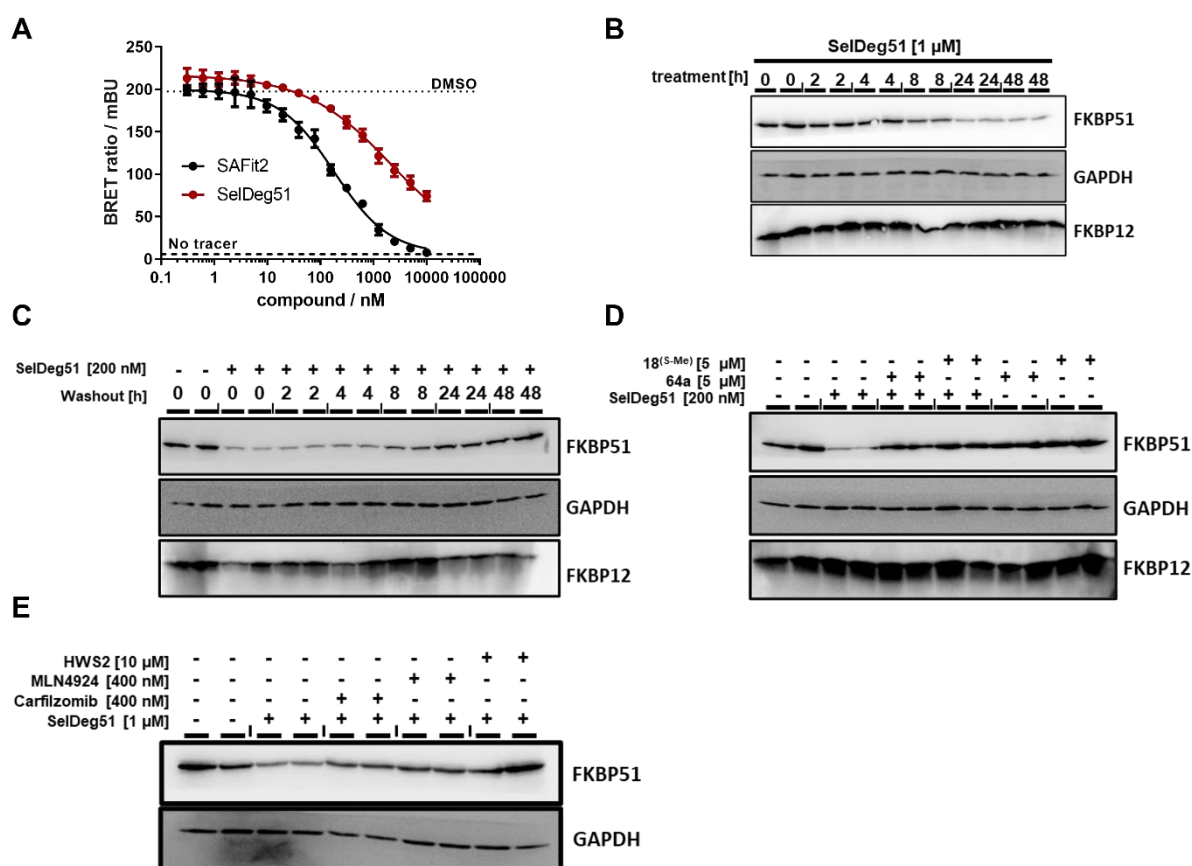 A
250
200
150
100
50
0
BRET ratio / mBU
DMSO
SAFit2
SelDeg51
No tracer
0.1 1 10 100 1000 10000 100000
compound / nM
B
SelDeg51 [1 µM]
treatment [h] 0 0 2 2 4 4 8 8 24 24 48 48
FKBP51
GAPDH
FKBP12
C
SelDeg51 [200 nM] - - + + + + + + + + + + + +
Washout [h] 0 0 0 0 2 2 4 4 8 8 24 24 48 48
FKBP51
GAPDH
FKBP12
D
18(S-Me) [5 µM] - - - - - - + + - - + +
64a [5 µM] - - - - + + - - + + - -
SelDeg51 [200 nM] - - + + + + + + - - - -
FKBP51
GAPDH
FKBP12
E
HWS2 [10 µM] - - - - - - - - + +
MLN4924 [400 nM] - - - - - - + + - -
Carfilzomib [400 nM] - - - - + + - - - -
SelDeg51 [1 µM] - - + + + + + + + +
FKBP51
GAPDH